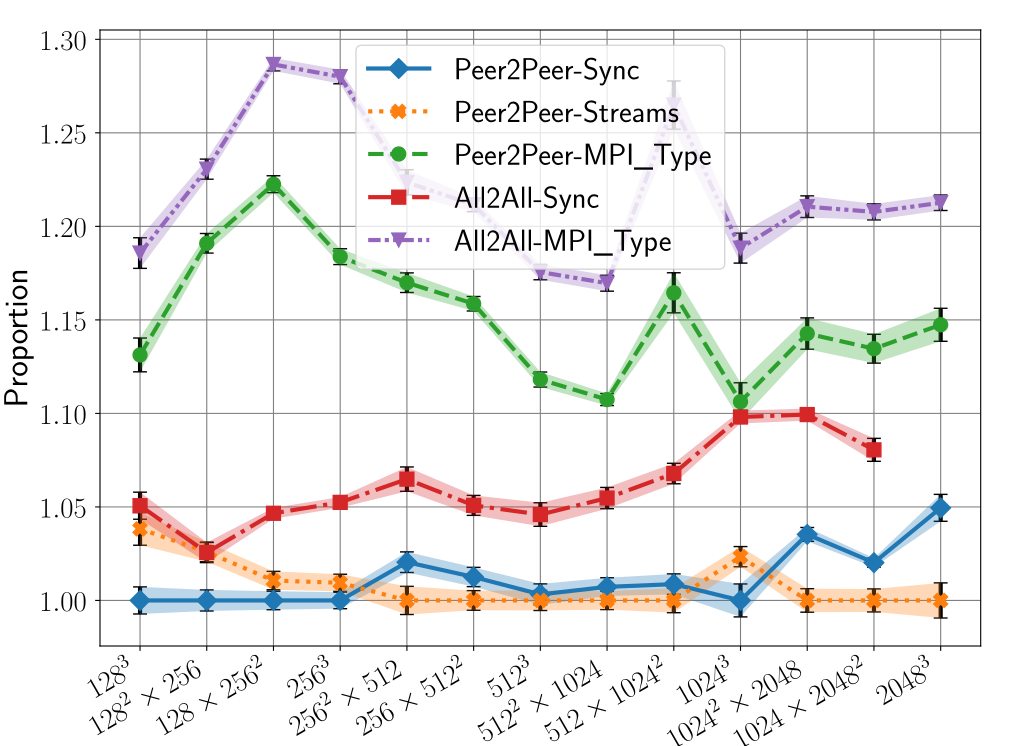 1.30
1.25
1.20
1.15
1.10
1.05
1.00
Proportion
Peer2Peer-Sync
Peer2Peer-Streams
Peer2Peer-MPI_Type
All2All-Sync
All2All-MPI_Type
128³
128² × 256
128 × 256²
256³
256² × 512
256 × 512²
512³
512² × 1024
512 × 1024²
1024³
1024² × 2048
1024 × 2048²
2048³